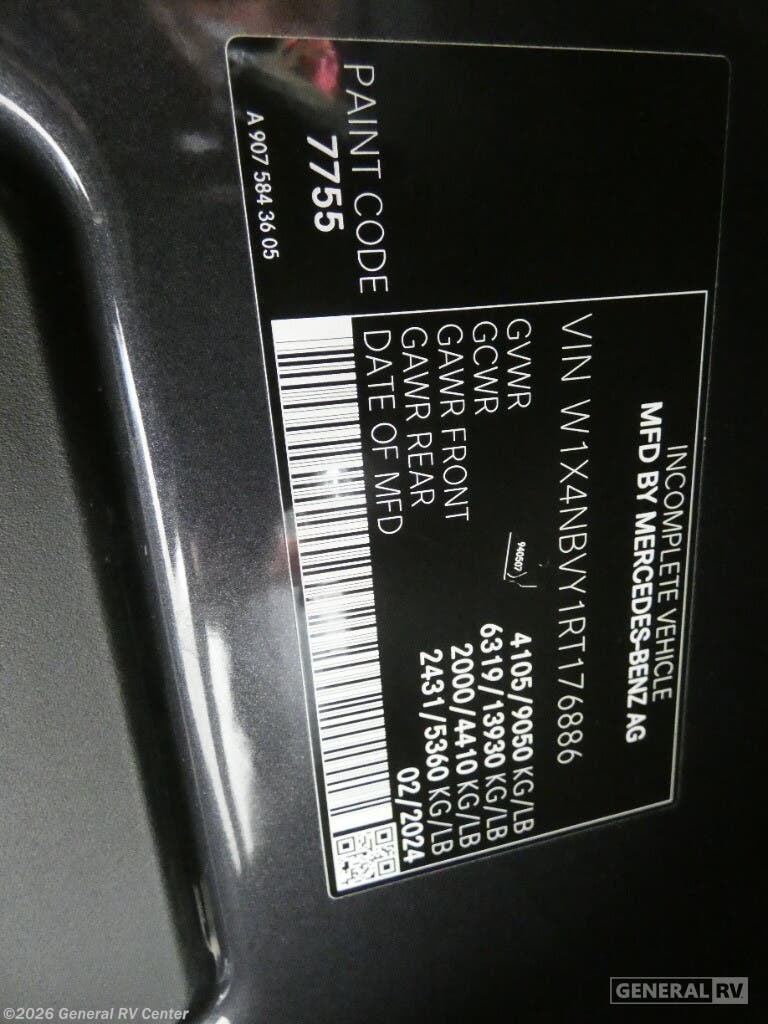 INCOMPLETE VEHICLE
MFD BY MERCEDES-BENZ AG
VIN W1X4NBVY1RT176886
GVWR 4105/9050 KG/LB
GCWR 6319/13930 KG/LB
GAWR FRONT 2000/4410 KG/LB
GAWR REAR 2431/5360 KG/LB
DATE OF MFD 02/2024
940507
PAINT CODE
7755
A 907 584 36 05
GENERAL RV
©2026 General RV Center